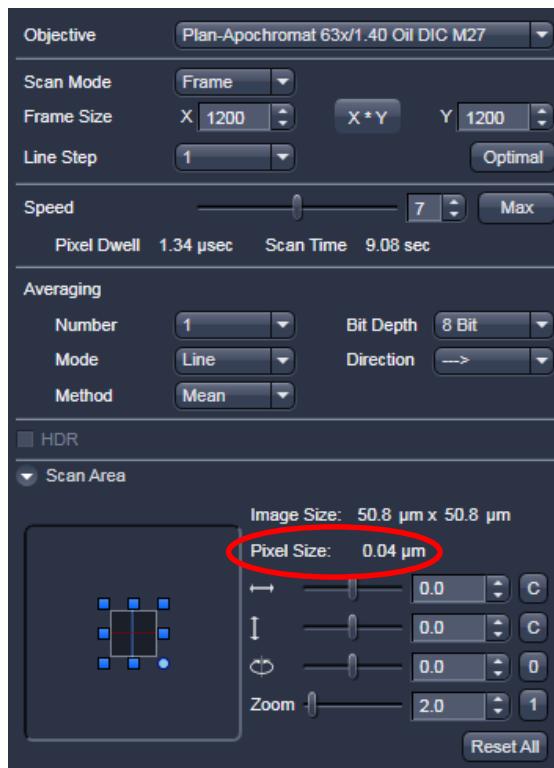 Objective Plan-Apochromat 63x/1.40 Oil DIC M27
Scan Mode Frame
Frame Size X 1200 X * Y Y 1200
Line Step 1 Optimal
Speed 7 Max
Pixel Dwell 1.34 µsec Scan Time 9.08 sec
Averaging
Number 1 Bit Depth 8 Bit
Mode Line Direction --->
Method Mean
HDR
Scan Area
Image Size: 50.8 µm x 50.8 µm
Pixel Size: 0.04 µm
0.0 C
0.0 C
0.0 0
Zoom 2.0 1
Reset All